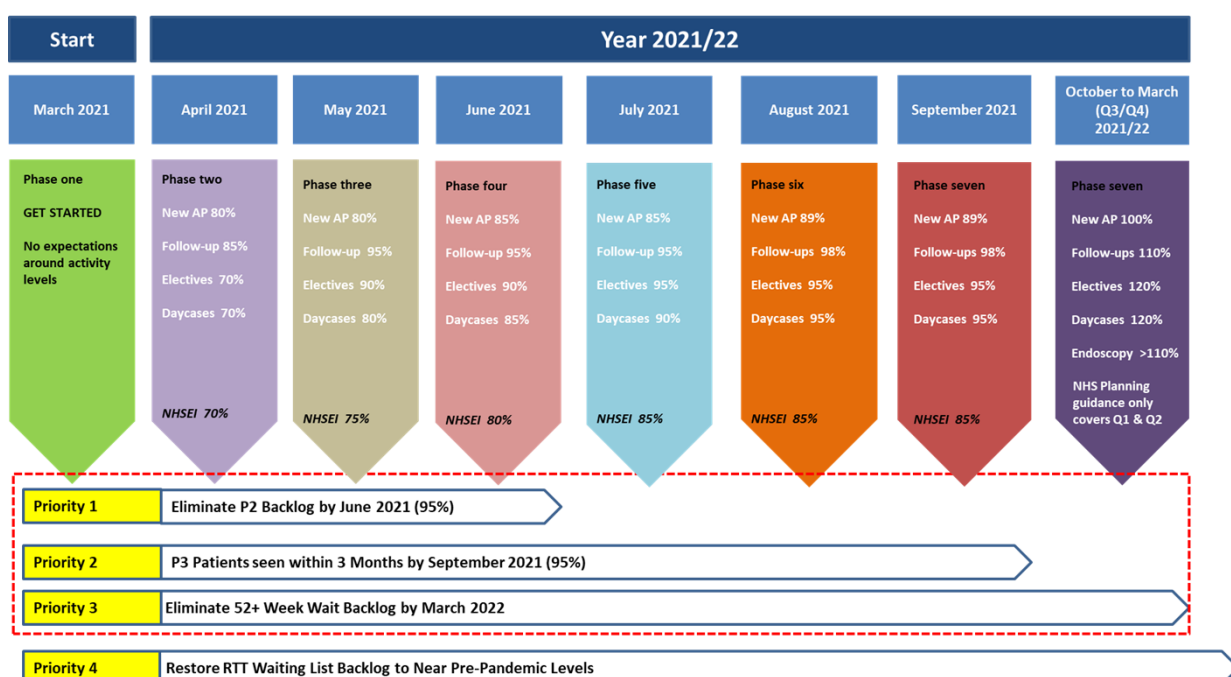 Start
Year 2021/22
March 2021
April 2021
May 2021
June 2021
July 2021
August 2021
September 2021
October to March
(Q3/Q4)
2021/22
Phase one
GET STARTED
No expectations
around activity
levels
Phase two
New AP 80%
Follow-up 85%
Electives 70%
Daycases 70%
NHSEI 70%
Phase three
New AP 80%
Follow-up 95%
Electives 90%
Daycases 80%
NHSEI 75%
Phase four
New AP 85%
Follow-up 95%
Electives 90%
Daycases 85%
NHSEI 80%
Phase five
New AP 85%
Follow-up 95%
Electives 95%
Daycases 90%
NHSEI 85%
Phase six
New AP 89%
Follow-ups 98%
Electives 95%
Daycases 95%
NHSEI 85%
Phase seven
New AP 89%
Follow-ups 98%
Electives 95%
Daycases 95%
NHSEI 85%
Phase seven
New AP 100%
Follow-ups 110%
Electives 120%
Daycases 120%
Endoscopy >110%
NHS Planning
guidance only
covers Q1 & Q2
Priority 1
Eliminate P2 Backlog by June 2021 (95%)
Priority 2
P3 Patients seen within 3 Months by September 2021 (95%)
Priority 3
Eliminate 52+ Week Wait Backlog by March 2022
Priority 4
Restore RTT Waiting List Backlog to Near Pre-Pandemic Levels